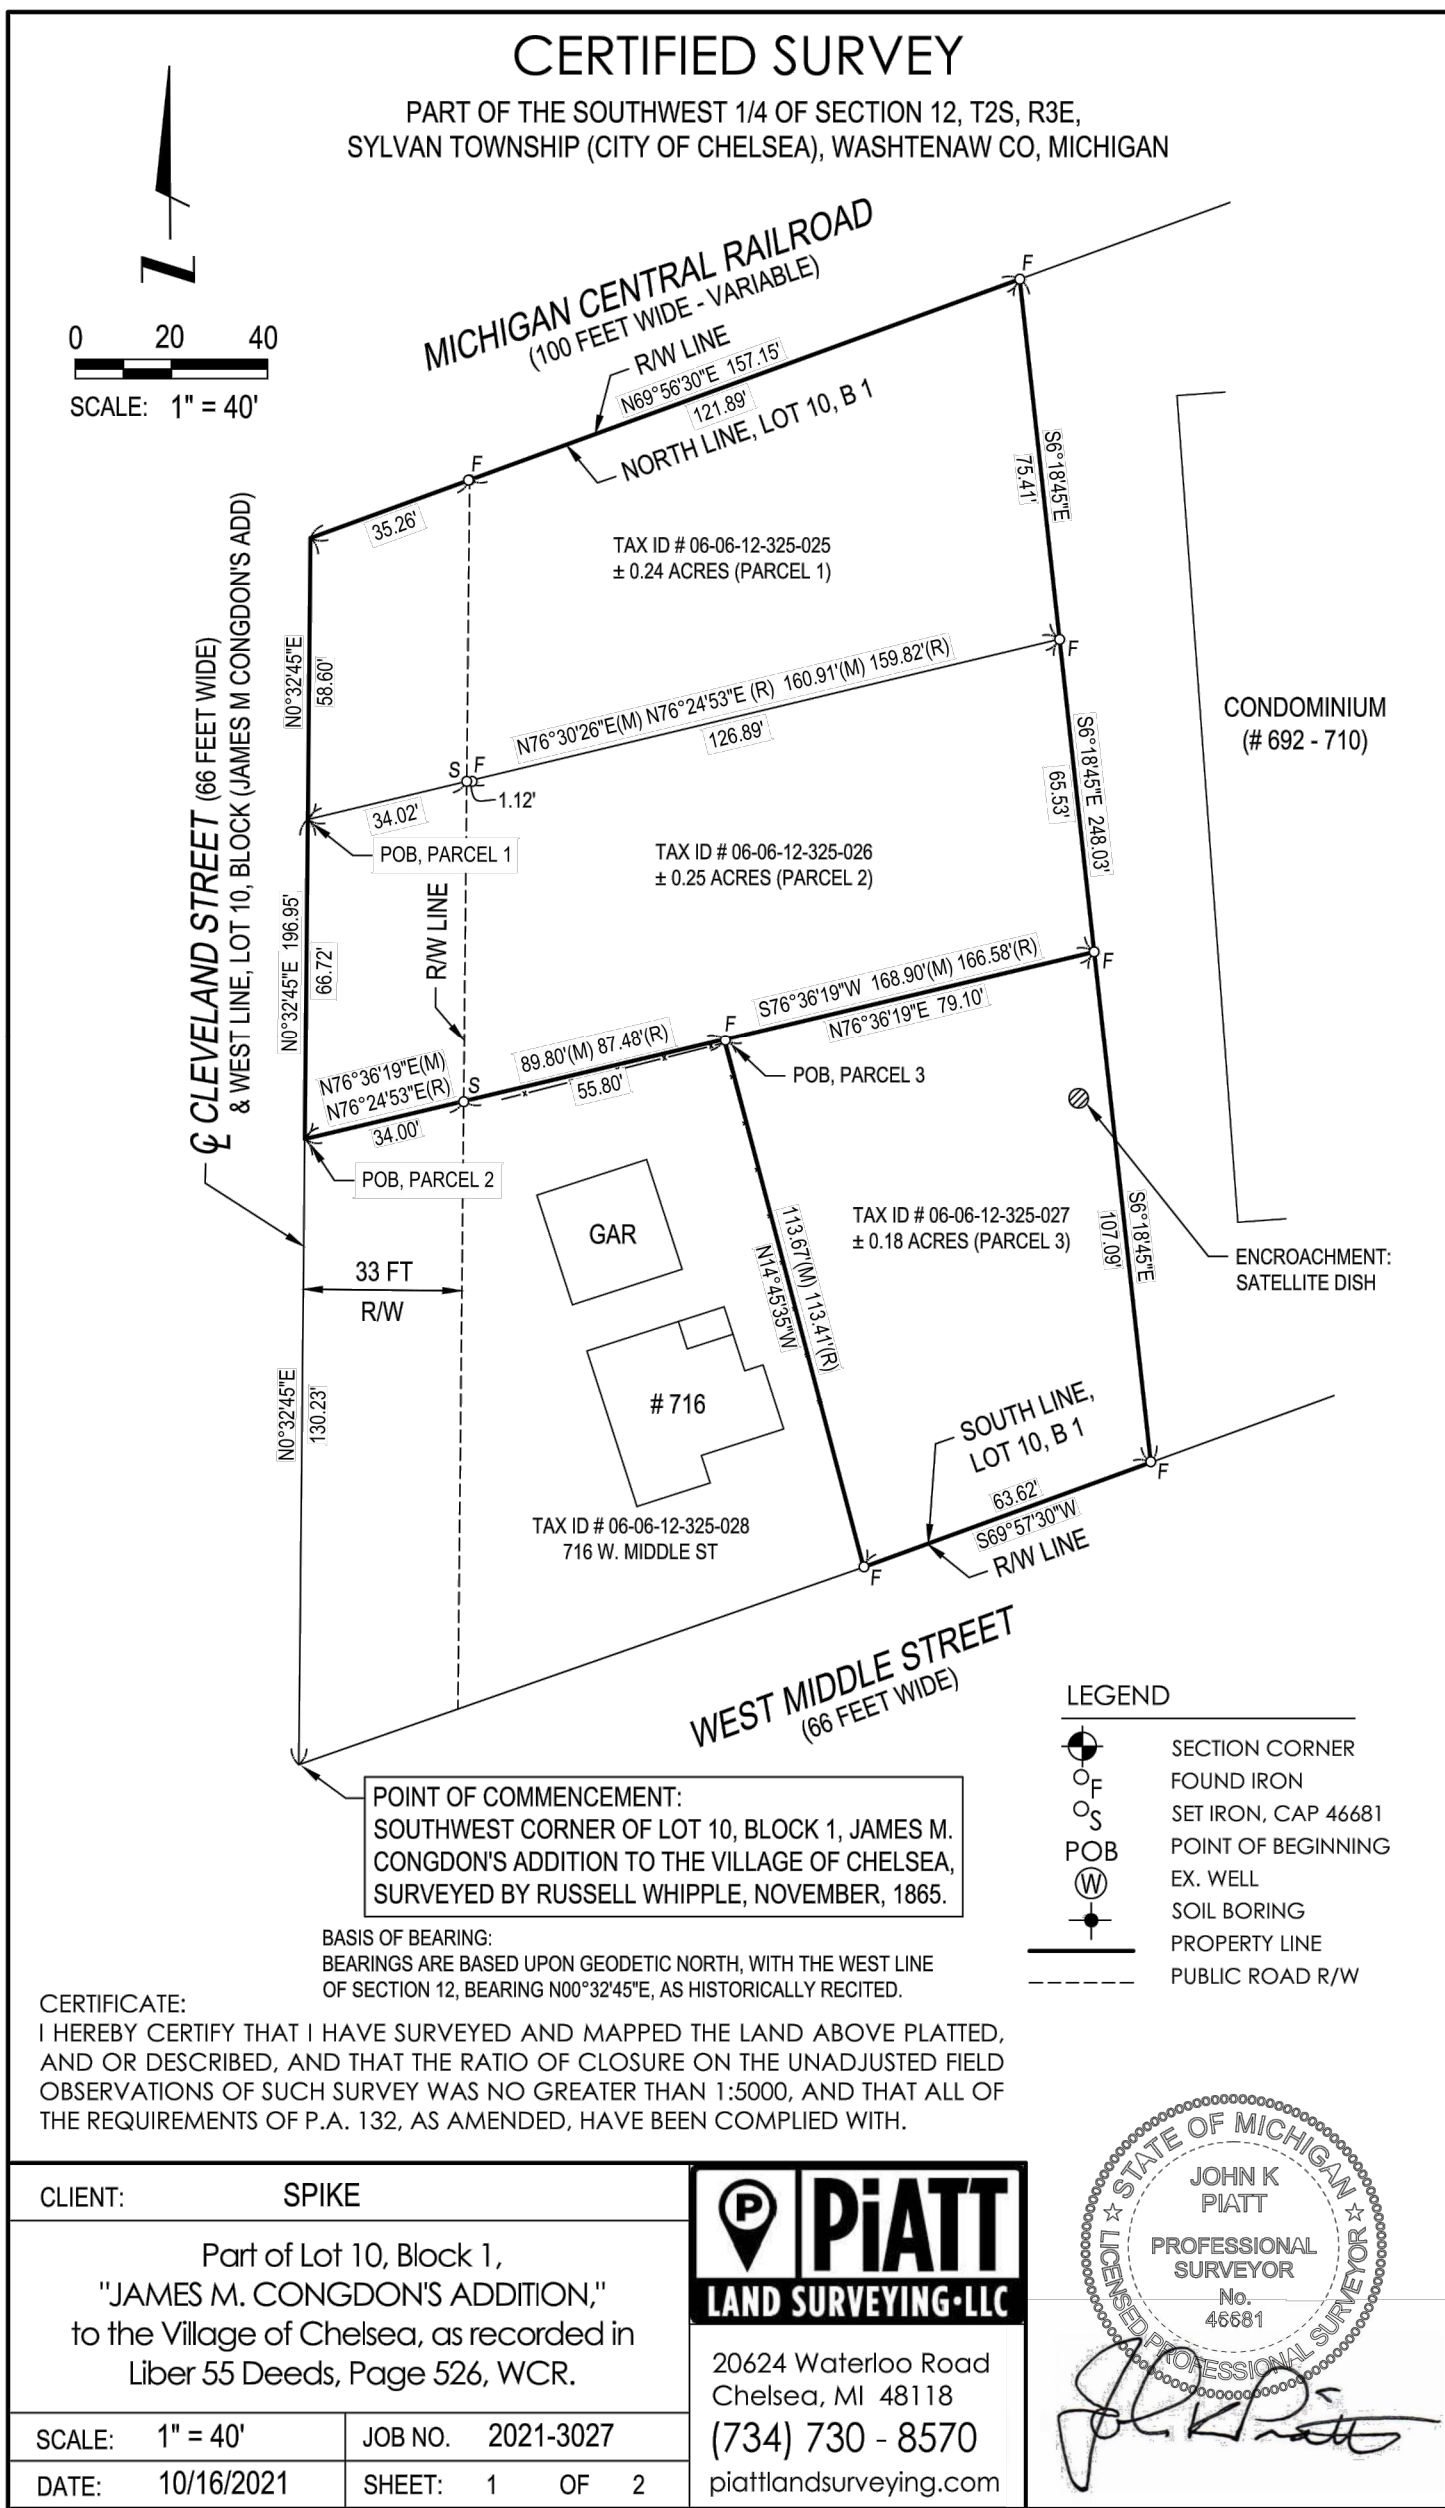 CERTIFIED SURVEY
PART OF THE SOUTHWEST 1/4 OF SECTION 12, T2S, R3E,
SYLVAN TOWNSHIP (CITY OF CHELSEA), WASHTENAW CO, MICHIGAN
N
0 20 40
SCALE: 1" = 40'
MICHIGAN CENTRAL RAILROAD
(100 FEET WIDE - VARIABLE)
R/W LINE
N69°56'30"E 157.15'
121.89'
NORTH LINE, LOT 10, B 1
F
F
35.26'
S6°18'45"E
75.41'
TAX ID # 06-06-12-325-025
± 0.24 ACRES (PARCEL 1)
CLEVELAND STREET (66 FEET WIDE)
& WEST LINE, LOT 10, BLOCK (JAMES M CONGDON'S ADD)
N0°32'45"E
58.60'
N76°30'26"E(M) N76°24'53"E (R) 160.91'(M) 159.82'(R)
126.89'
F
S F
1.12'
34.02'
POB, PARCEL 1
CONDOMINIUM
(# 692 - 710)
S6°18'45"E 248.03'
65.53'
TAX ID # 06-06-12-325-026
± 0.25 ACRES (PARCEL 2)
R/W LINE
N0°32'45"E 196.95'
66.72'
S76°36'19"W 168.90'(M) 166.58'(R)
N76°36'19"E 79.10'
F
F
89.80'(M) 87.48'(R)
55.80'
POB, PARCEL 3
N76°36'19"E(M)
N76°24'53"E(R)
S
34.00'
POB, PARCEL 2
GAR
113.67'(M) 113.41'(R)
N14°45'35"W
TAX ID # 06-06-12-325-027
± 0.18 ACRES (PARCEL 3)
S6°18'45"E
107.09'
ENCROACHMENT:
SATELLITE DISH
33 FT
R/W
# 716
N0°32'45"E
130.23'
SOUTH LINE,
LOT 10, B 1
63.62'
S69°57'30"W
R/W LINE
F
F
TAX ID # 06-06-12-325-028
716 W. MIDDLE ST
WEST MIDDLE STREET
(66 FEET WIDE)
POINT OF COMMENCEMENT:
SOUTHWEST CORNER OF LOT 10, BLOCK 1, JAMES M.
CONGDON'S ADDITION TO THE VILLAGE OF CHELSEA,
SURVEYED BY RUSSELL WHIPPLE, NOVEMBER, 1865.
LEGEND
SECTION CORNER
F FOUND IRON
S SET IRON, CAP 46681
POB POINT OF BEGINNING
W EX. WELL
SOIL BORING
PROPERTY LINE
PUBLIC ROAD R/W
BASIS OF BEARING:
BEARINGS ARE BASED UPON GEODETIC NORTH, WITH THE WEST LINE
OF SECTION 12, BEARING N00°32'45"E, AS HISTORICALLY RECITED.
CERTIFICATE:
I HEREBY CERTIFY THAT I HAVE SURVEYED AND MAPPED THE LAND ABOVE PLATTED,
AND OR DESCRIBED, AND THAT THE RATIO OF CLOSURE ON THE UNADJUSTED FIELD
OBSERVATIONS OF SUCH SURVEY WAS NO GREATER THAN 1:5000, AND THAT ALL OF
THE REQUIREMENTS OF P.A. 132, AS AMENDED, HAVE BEEN COMPLIED WITH.
CLIENT: SPIKE
Part of Lot 10, Block 1,
"JAMES M. CONGDON'S ADDITION,"
to the Village of Chelsea, as recorded in
Liber 55 Deeds, Page 526, WCR.
SCALE: 1" = 40' JOB NO. 2021-3027
DATE: 10/16/2021 SHEET: 1 OF 2
P PiATT
LAND SURVEYING•LLC
20624 Waterloo Road
Chelsea, MI 48118
(734) 730 - 8570
piattlandsurveying.com
STATE OF MICHIGAN
JOHN K
PIATT
PROFESSIONAL
SURVEYOR
No.
46681
LICENSED PROFESSIONAL SURVEYOR
John K Piatt